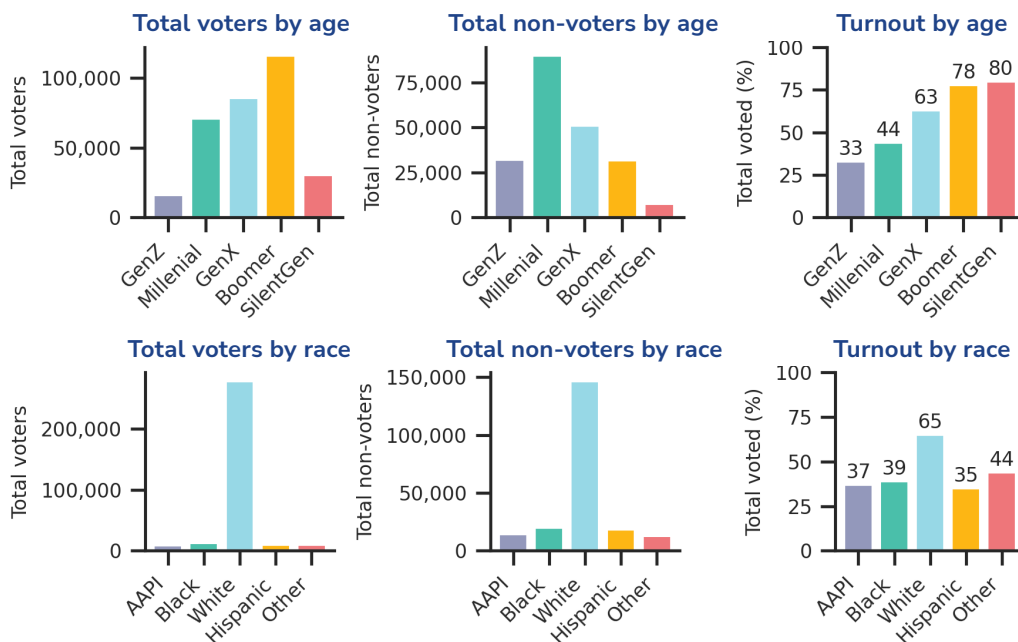 Total voters by age
Total voters
100,000
50,000
0
GenZ
Millenial
GenX
Boomer
SilentGen
Total non-voters by age
Total non-voters
75,000
50,000
25,000
0
GenZ
Millenial
GenX
Boomer
SilentGen
Turnout by age
Total voted (%)
100
75
50
25
0
33
44
63
78
80
GenZ
Millenial
GenX
Boomer
SilentGen
Total voters by race
Total voters
200,000
100,000
0
AAPI
Black
White
Hispanic
Other
Total non-voters by race
Total non-voters
150,000
100,000
50,000
0
AAPI
Black
White
Hispanic
Other
Turnout by race
Total voted (%)
100
75
50
25
0
37
39
65
35
44
AAPI
Black
White
Hispanic
Other